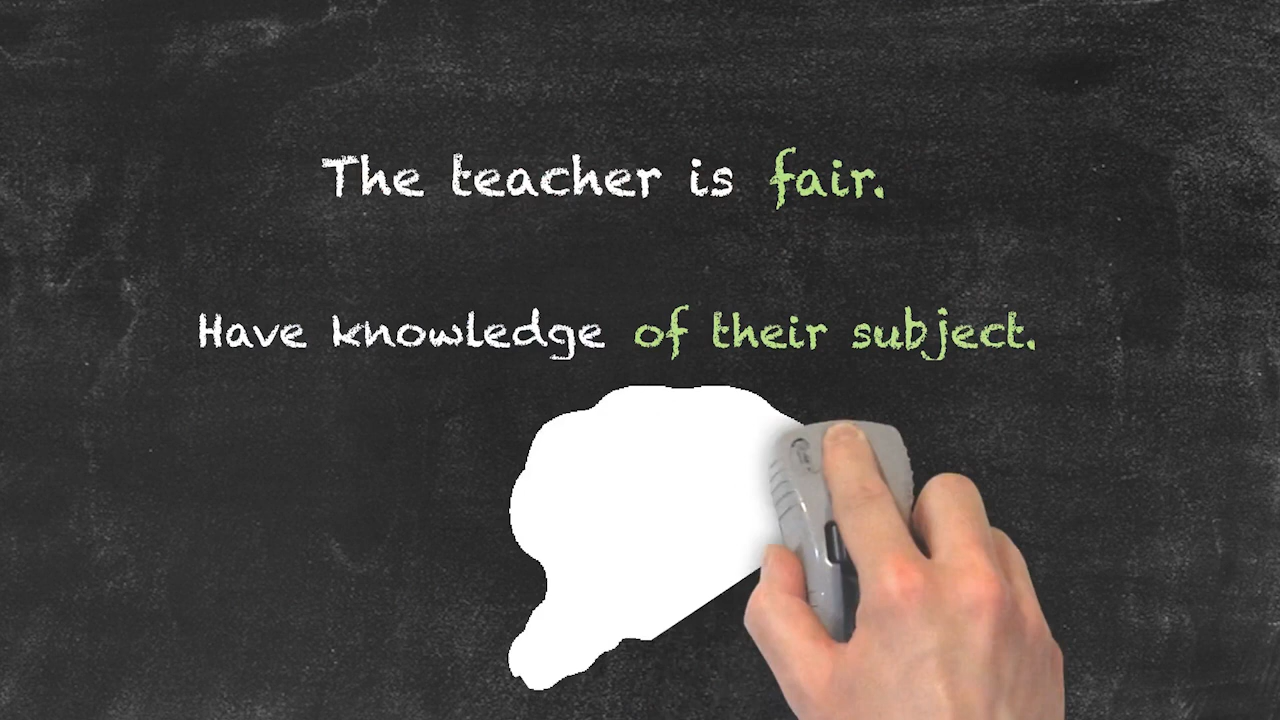 The teacher is fair.
Have knowledge of their subject.